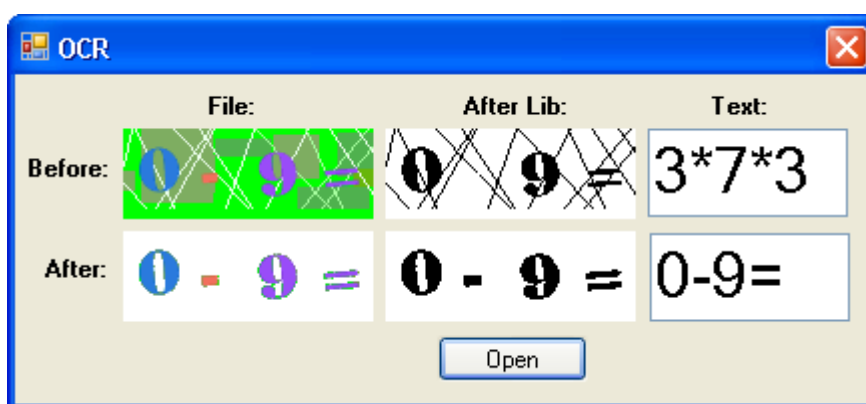 OCR
File: After Lib: Text:
Before: 0 - 9 = 0 9 = 3*7*3
After: 0 - 9 = 0 - 9 = 0-9=
Open